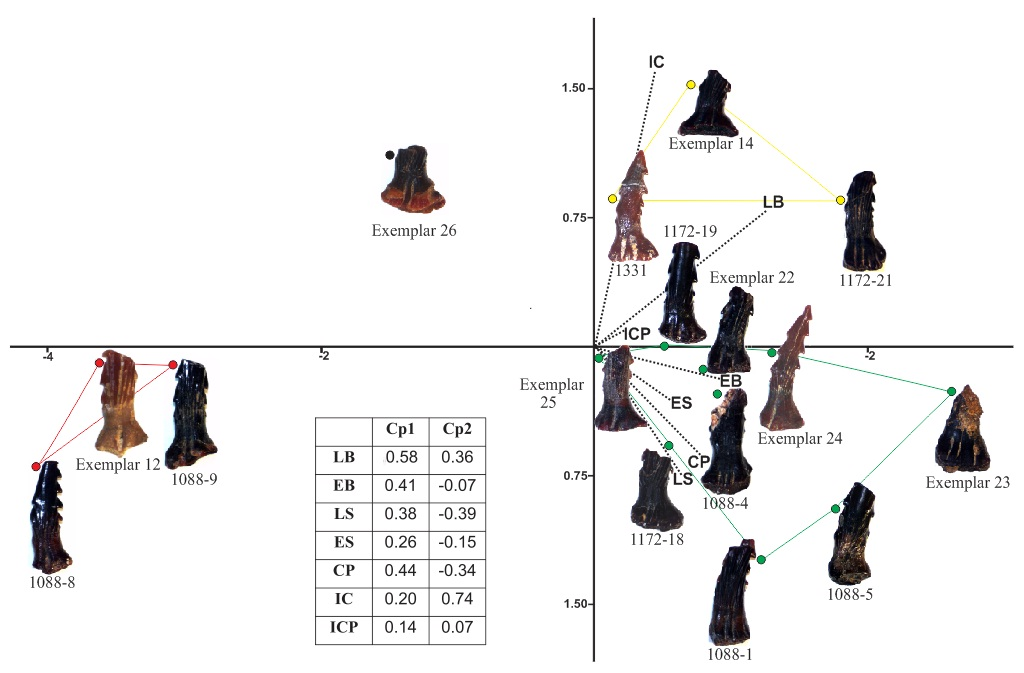 IC
1.50
Exemplar 14
LB
0.75
1172-19
1331
Exemplar 22
1172-21
Exemplar 26
ICP
-4
-2
-2
EB
Exemplar
25
ES
Exemplar 24
Exemplar 12
1088-9
CP
LS
0.75
1088-4
Exemplar 23
1172-18
1088-8
1088-5
1.50
1088-1
Cp1 Cp2
LB 0.58 0.36
EB 0.41 -0.07
LS 0.38 -0.39
ES 0.26 -0.15
CP 0.44 -0.34
IC 0.20 0.74
ICP 0.14 0.07